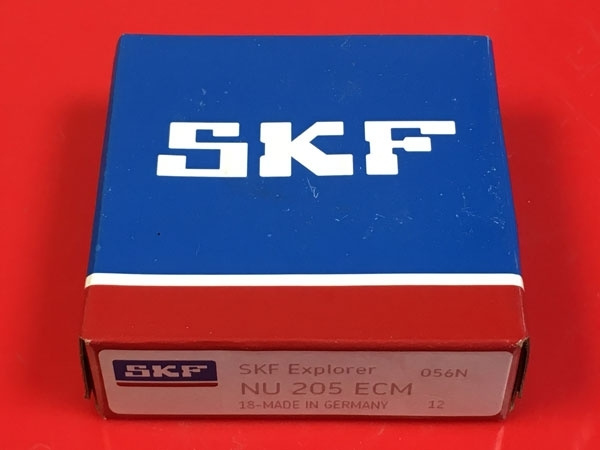 SKF
SKF
SKF Explorer 056N
NU 205 ECM
18-MADE IN GERMANY 12